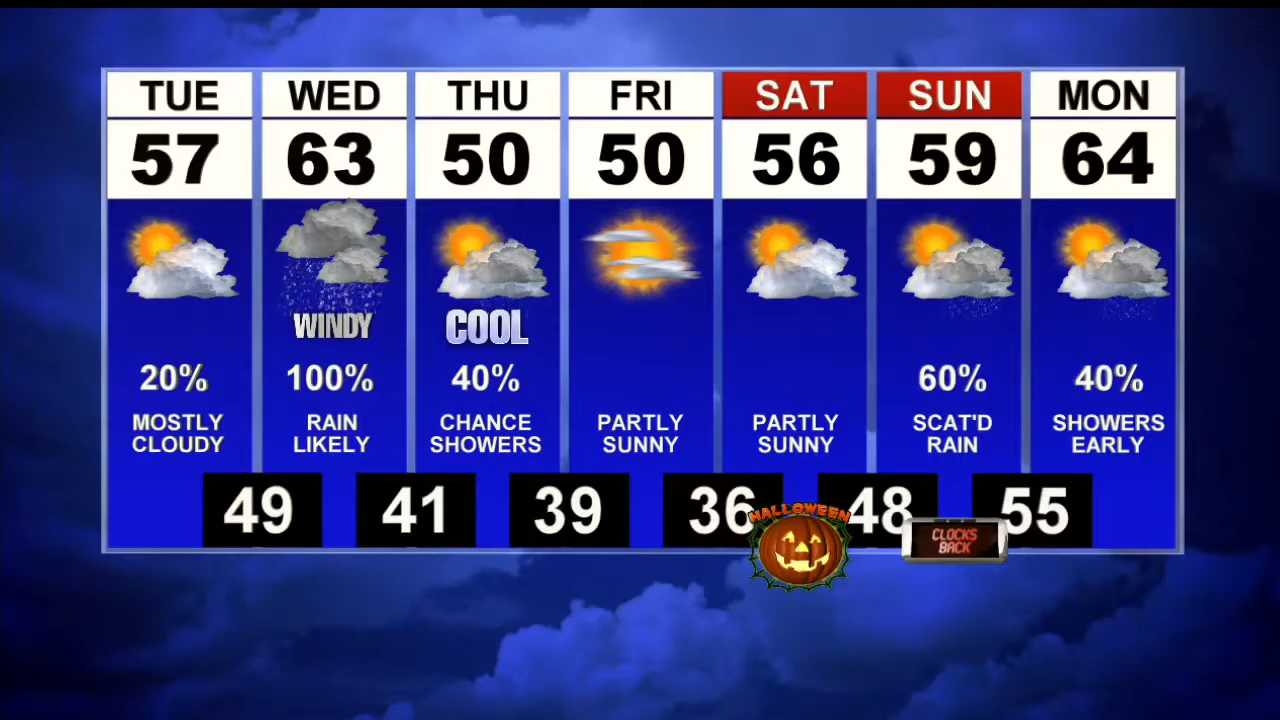 TUE WED THU FRI SAT SUN MON
57 63 50 50 56 59 64
WINDY COOL
20% 100% 40% 60% 40%
MOSTLY RAIN CHANCE PARTLY PARTLY SCAT'D SHOWERS
CLOUDY LIKELY SHOWERS SUNNY SUNNY RAIN EARLY
49 41 39 36 48 55
HALLOWEEN
CLOCKS
BACK